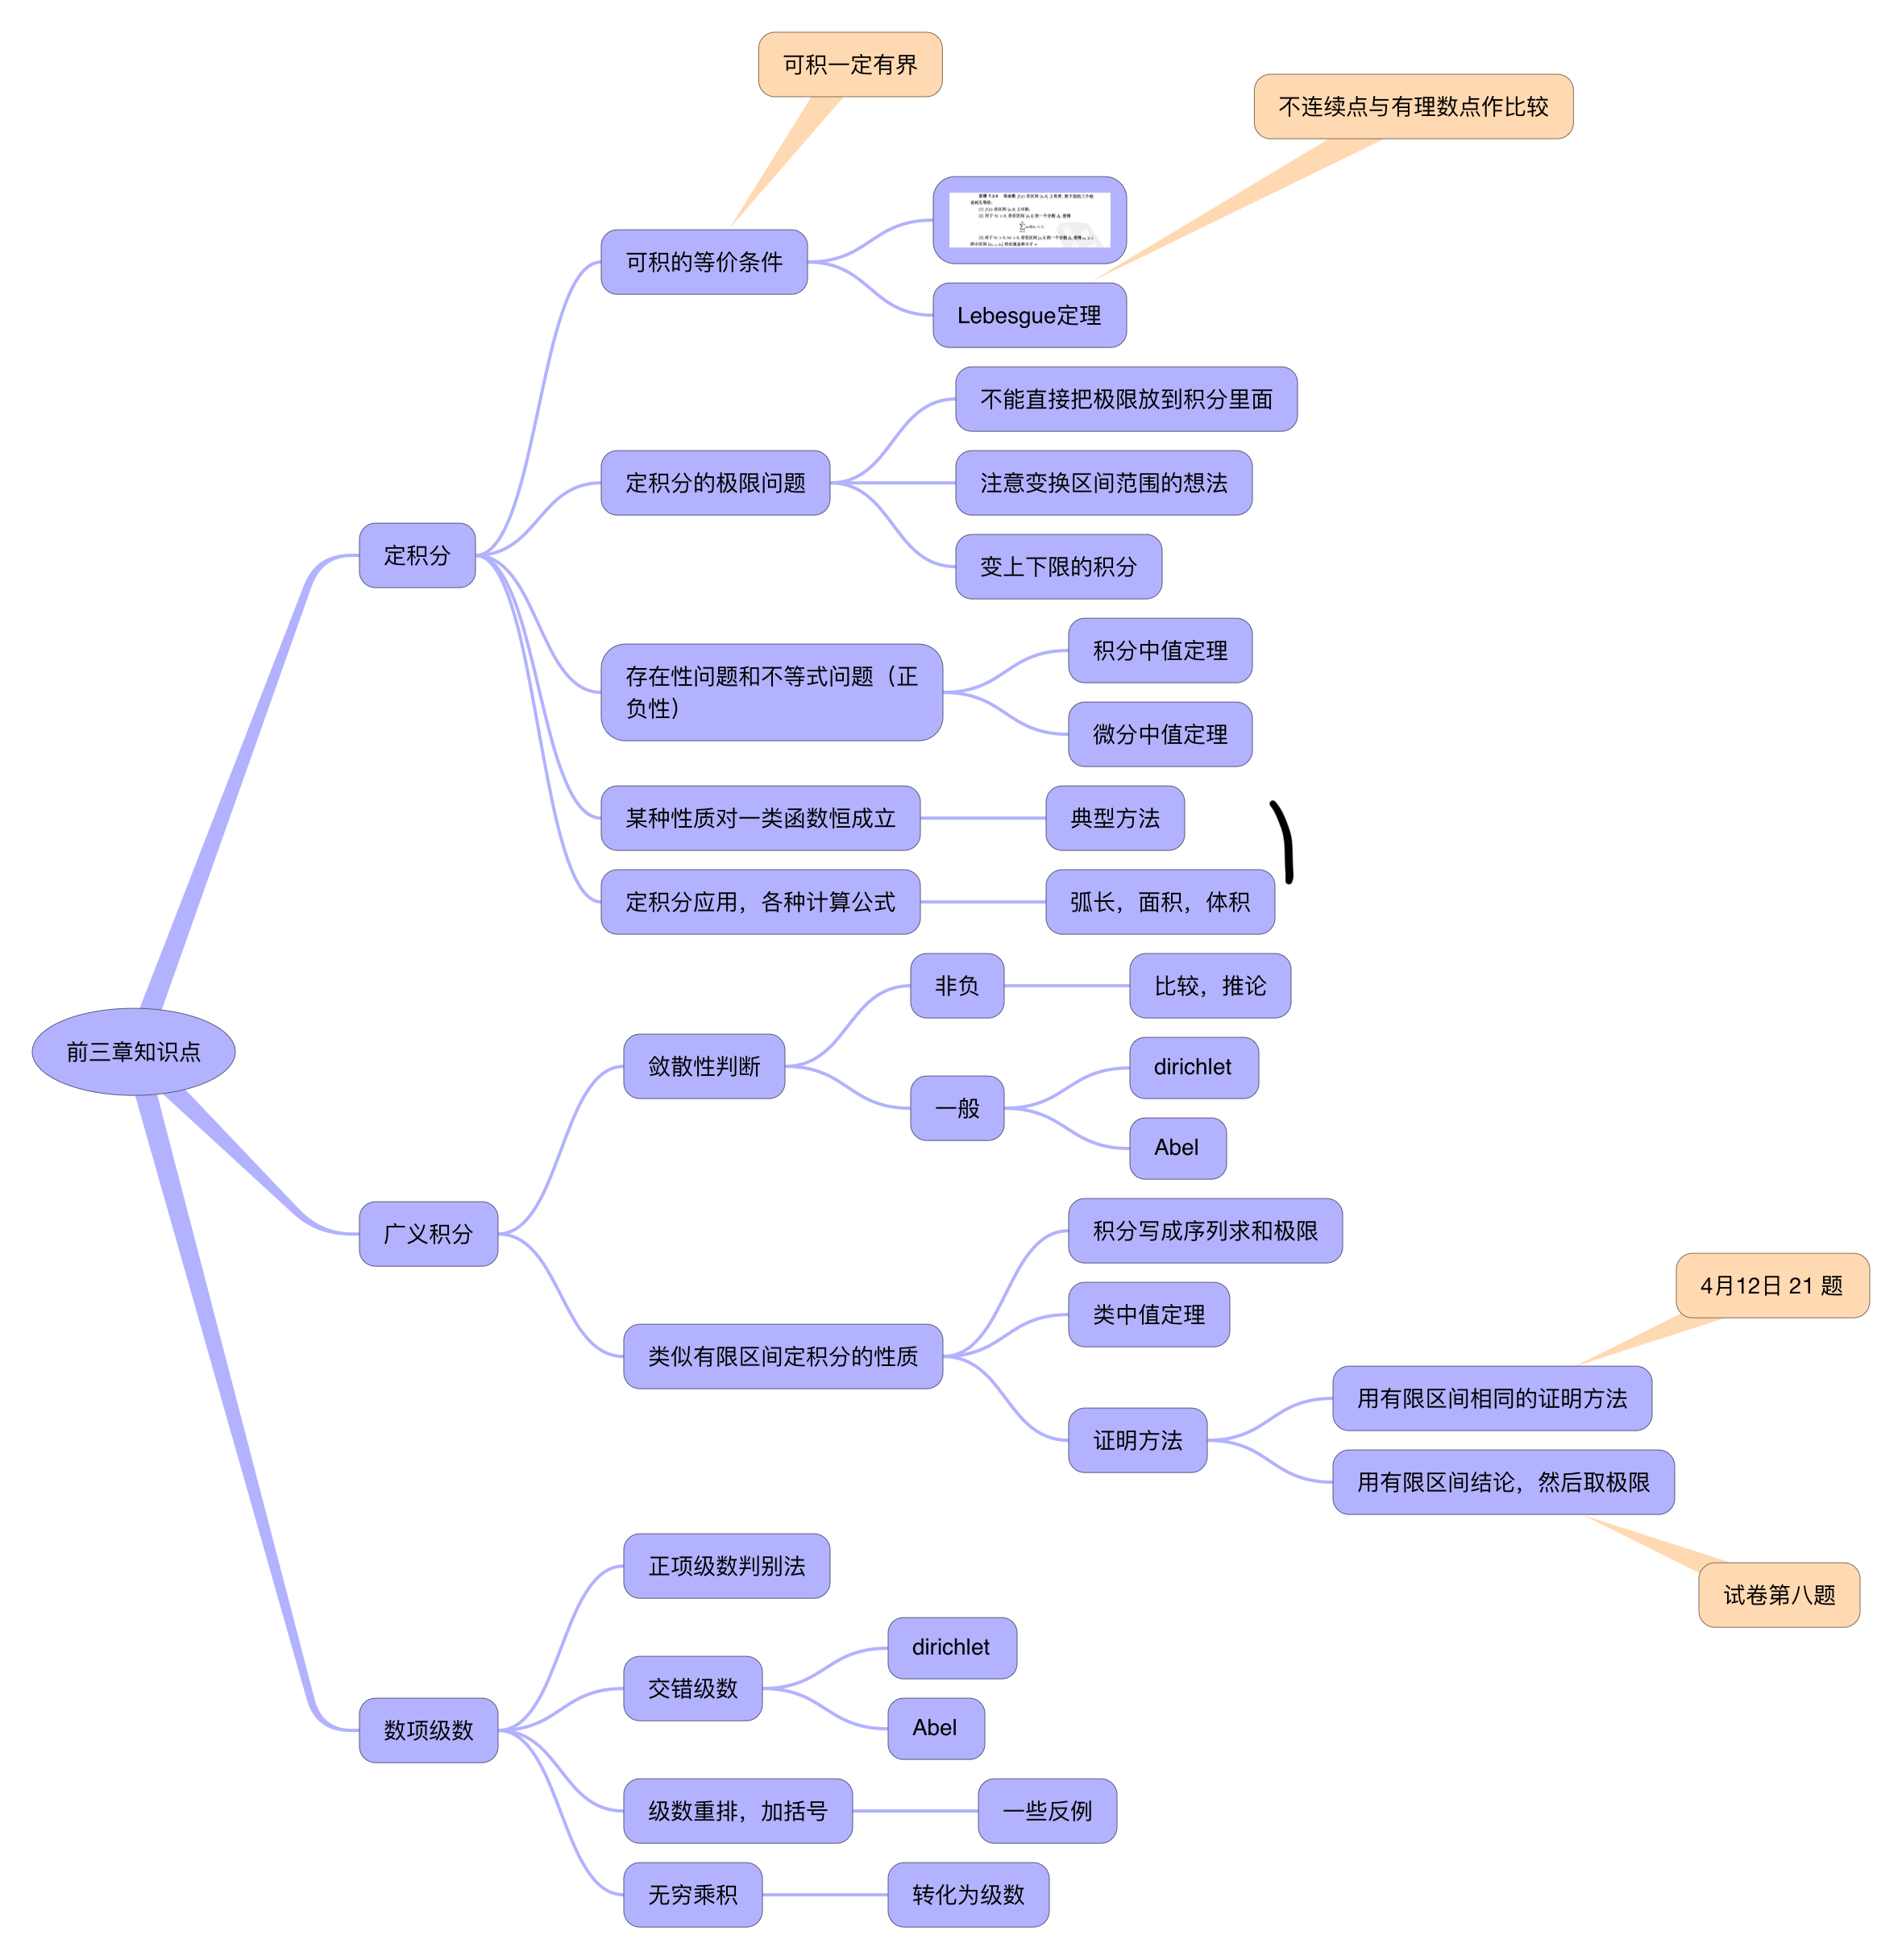 可积一定有界
不连续点与有理数点作比较
可积的等价条件
Lebesgue定理
不能直接把极限放到积分里面
定积分的极限问题
注意变换区间范围的想法
定积分
变上下限的积分
积分中值定理
存在性问题和不等式问题（正
负性）
微分中值定理
某种性质对一类函数恒成立
典型方法
定积分应用，各种计算公式
弧长，面积，体积
非负
比较，推论
前三章知识点
敛散性判断
dirichlet
一般
Abel
广义积分
积分写成序列求和极限
4月12日 21 题
类中值定理
类似有限区间定积分的性质
用有限区间相同的证明方法
证明方法
用有限区间结论，然后取极限
正项级数判别法
试卷第八题
dirichlet
交错级数
数项级数
Abel
级数重排，加括号
一些反例
无穷乘积
转化为级数